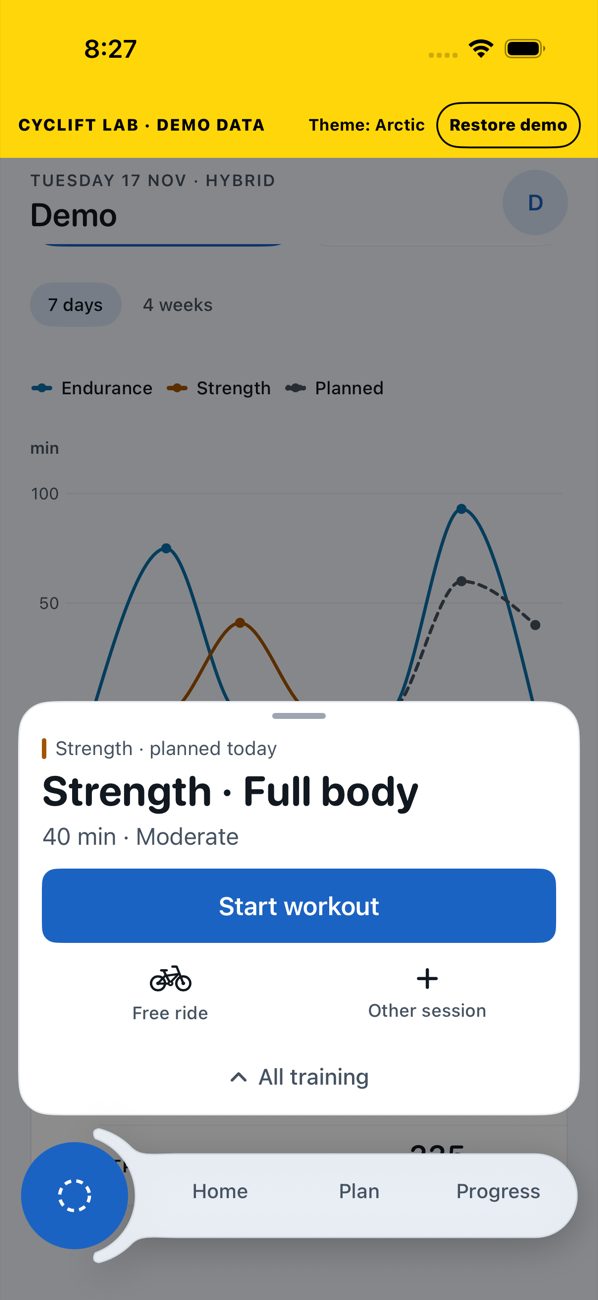 8:27
CYCLIFT LAB · DEMO DATA
Theme: Arctic
Restore demo
TUESDAY 17 NOV · HYBRID
Demo
D
7 days
4 weeks
Endurance
Strength
Planned
min
100
50
Strength · planned today
Strength · Full body
40 min · Moderate
Start workout
Free ride
Other session
All training
Home
Plan
Progress